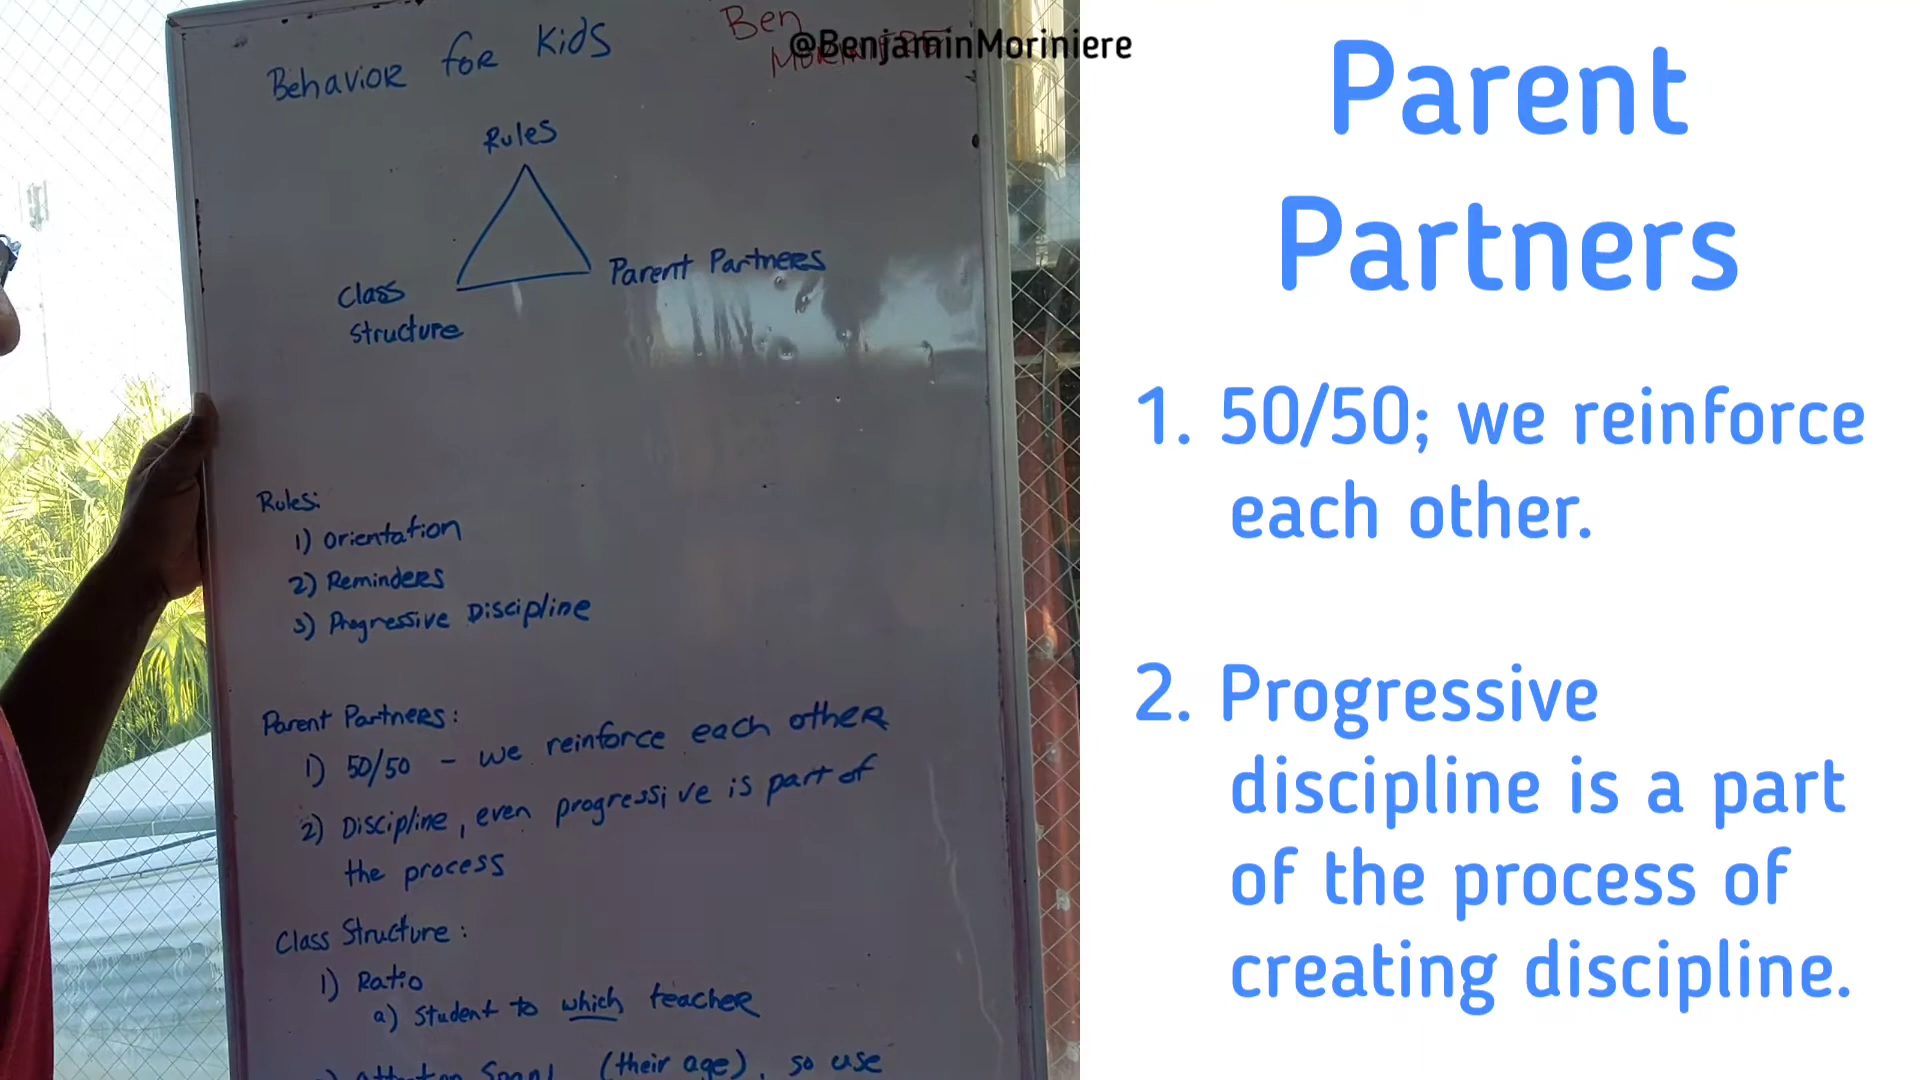 Behavior for Kids
Ben
Moriniere
@BenjaminMoriniere
Rules
Parent Partners
Class
Structure
Rules:
1) Orientation
2) Reminders
3) Progressive Discipline
Parent Partners:
1) 50/50 - we reinforce each other
2) Discipline, even progressive is part of
the process
Class Structure:
1) Ratio
a) Student to which teacher
Attention Span! (their age), so use
Parent
Partners
1. 50/50; we reinforce
each other.
2. Progressive
discipline is a part
of the process of
creating discipline.